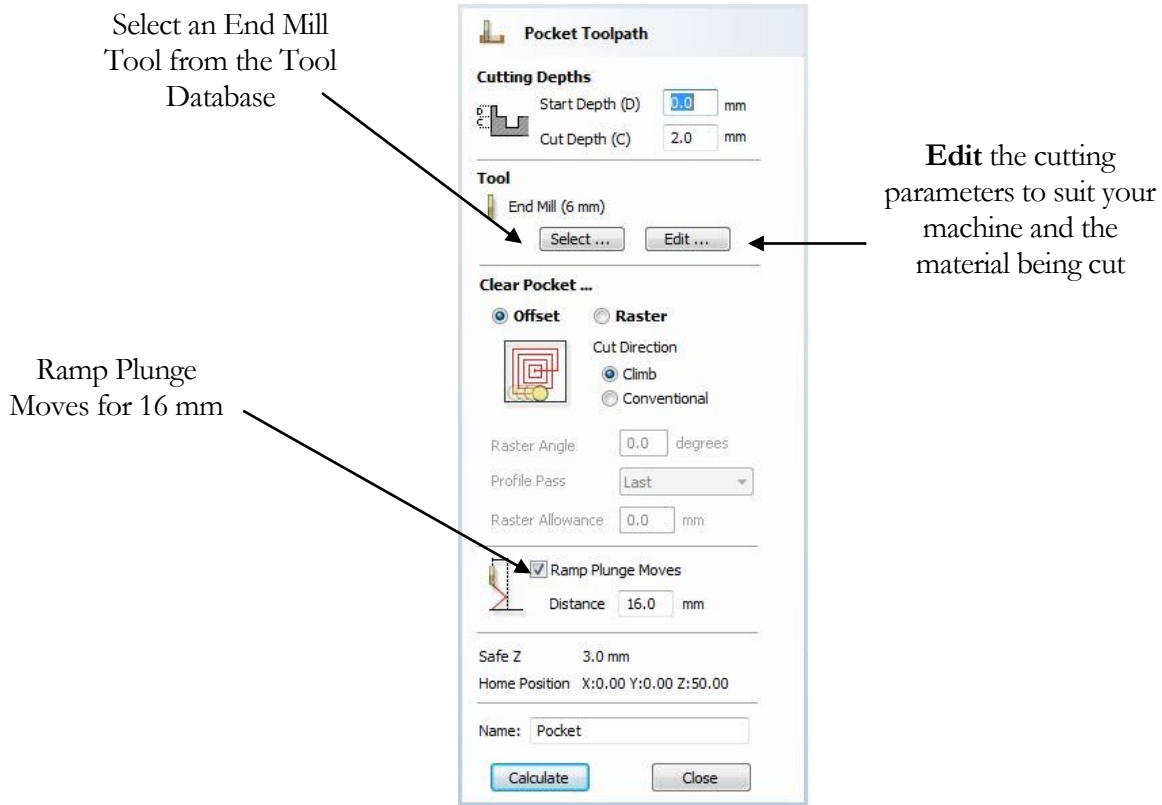 Select an End Mill
Tool from the Tool
Database
Pocket Toolpath
Cutting Depths
D
C
Start Depth (D) 0.0 mm
Cut Depth (C) 2.0 mm
Tool
End Mill (6 mm)
Select ... Edit ...
Edit the cutting
parameters to suit your
machine and the
material being cut
Clear Pocket ...
Offset Raster
Cut Direction
Climb
Conventional
Raster Angle 0.0 degrees
Profile Pass Last
Raster Allowance 0.0 mm
Ramp Plunge
Moves for 16 mm
Ramp Plunge Moves
Distance 16.0 mm
Safe Z 3.0 mm
Home Position X:0.00 Y:0.00 Z:50.00
Name: Pocket
Calculate Close